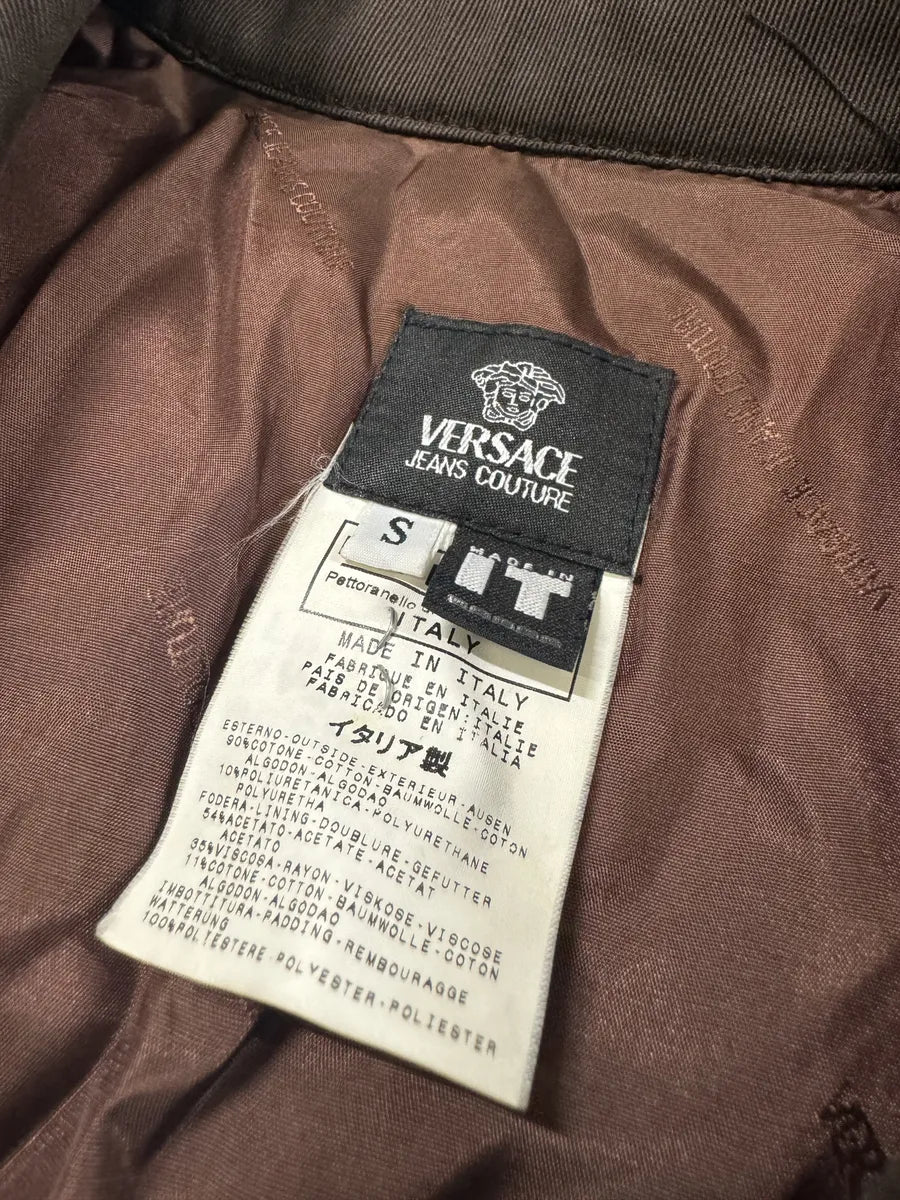 VERSACE
JEANS COUTURE
S
MADE IN
IT
Pettoranello
ITALY
MADE IN ITALY
FABRIQUE EN ITALIE
PAIS DE ORIGEN:ITALIE
FABRICADO EN ITALIA
イタリア製
ESTERNO-OUTSIDE-EXTERIEUR-AUSEN
90%COTONE-COTTON-BAUMWOLLE-COTON
ALGODON-ALGODAO
10%POLIURETANICA-POLYURETHANE
POLYURETHA
FODERA-LINING-DOUBLURE-GEFUTTER
54%ACETATO-ACETATE-ACETAT
ACETATO
35%VISCOSA-RAYON-VISKOSE-VISCOSE
11%COTONE-COTTON-BAUMWOLLE-COTON
ALGODON-ALGODAO
IMBOTTITURA-PADDING-REMBOURAGGE
WATTERUNG
100%POLIESTERE-POLYESTER-POLIESTER